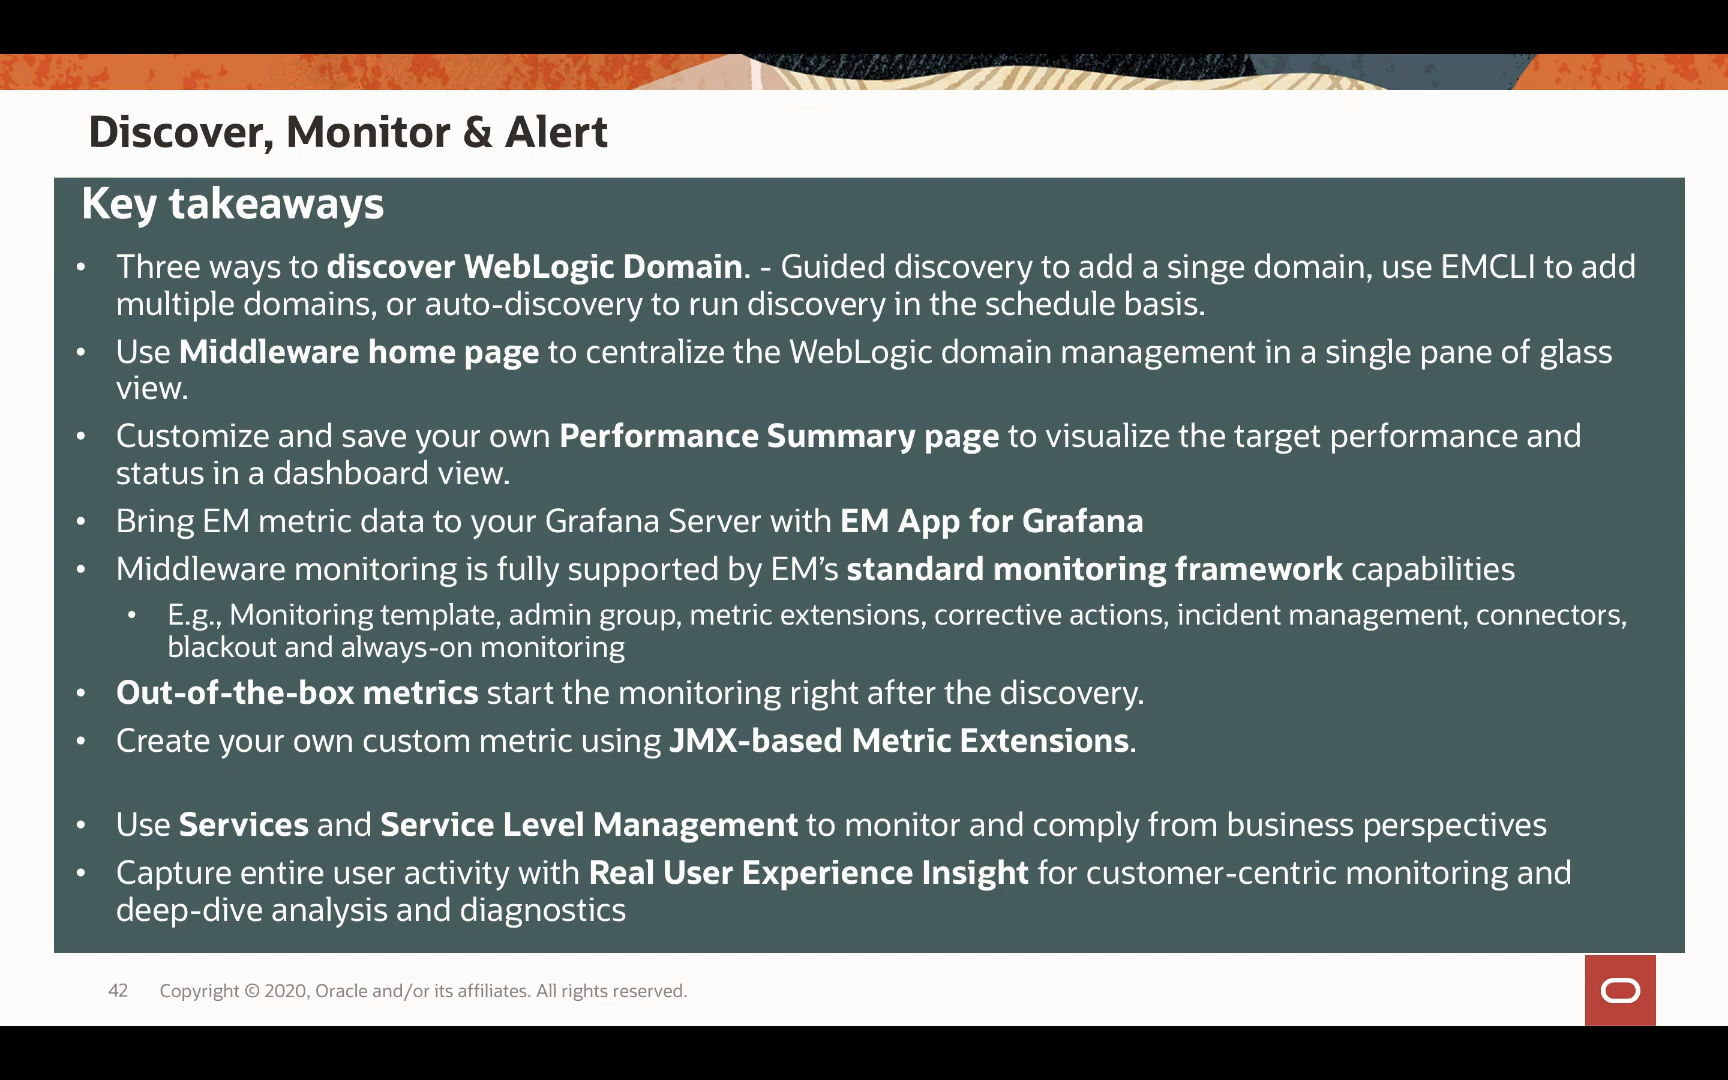 Discover, Monitor & Alert
Key takeaways
• Three ways to discover WebLogic Domain. - Guided discovery to add a singe domain, use EMCLI to add
multiple domains, or auto-discovery to run discovery in the schedule basis.
• Use Middleware home page to centralize the WebLogic domain management in a single pane of glass
view.
• Customize and save your own Performance Summary page to visualize the target performance and
status in a dashboard view.
• Bring EM metric data to your Grafana Server with EM App for Grafana
• Middleware monitoring is fully supported by EM’s standard monitoring framework capabilities
• E.g., Monitoring template, admin group, metric extensions, corrective actions, incident management, connectors,
blackout and always-on monitoring
• Out-of-the-box metrics start the monitoring right after the discovery.
• Create your own custom metric using JMX-based Metric Extensions.
• Use Services and Service Level Management to monitor and comply from business perspectives
• Capture entire user activity with Real User Experience Insight for customer-centric monitoring and
deep-dive analysis and diagnostics
42 Copyright © 2020, Oracle and/or its affiliates. All rights reserved.